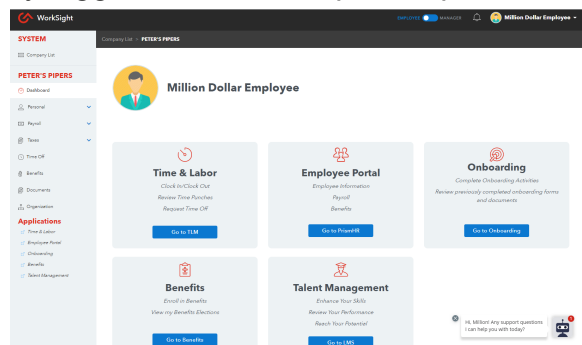 WorkSight
EMPLOYEE MANAGER
Million Dollar Employee
SYSTEM
Company List
Company List > PETER'S PIPERS
PETER'S PIPERS
Dashboard
Personal
Payroll
Taxes
Time Off
Benefits
Documents
Organization
Applications
Time & Labor
Employee Portal
Onboarding
Benefits
Talent Management
Million Dollar Employee
Time & Labor
Clock In/Clock Out
Review Time Punches
Request Time Off
Go to TLM
Employee Portal
Employee Information
Payroll
Benefits
Go to PrismHR
Onboarding
Complete Onboarding Activities
Review previously completed onboarding forms
and documents
Go to Onboarding
Benefits
Enroll in Benefits
View my Benefits Elections
Go to Benefits
Talent Management
Enhance Your Skills
Review Your Performance
Reach Your Potential
Go to LMS
Hi, Million! Any support questions
I can help you with today?